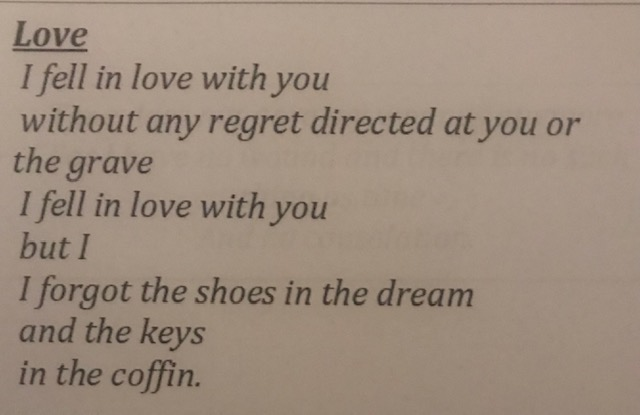 Love
I fell in love with you
without any regret directed at you or
the grave
I fell in love with you
but I
I forgot the shoes in the dream
and the keys
in the coffin.